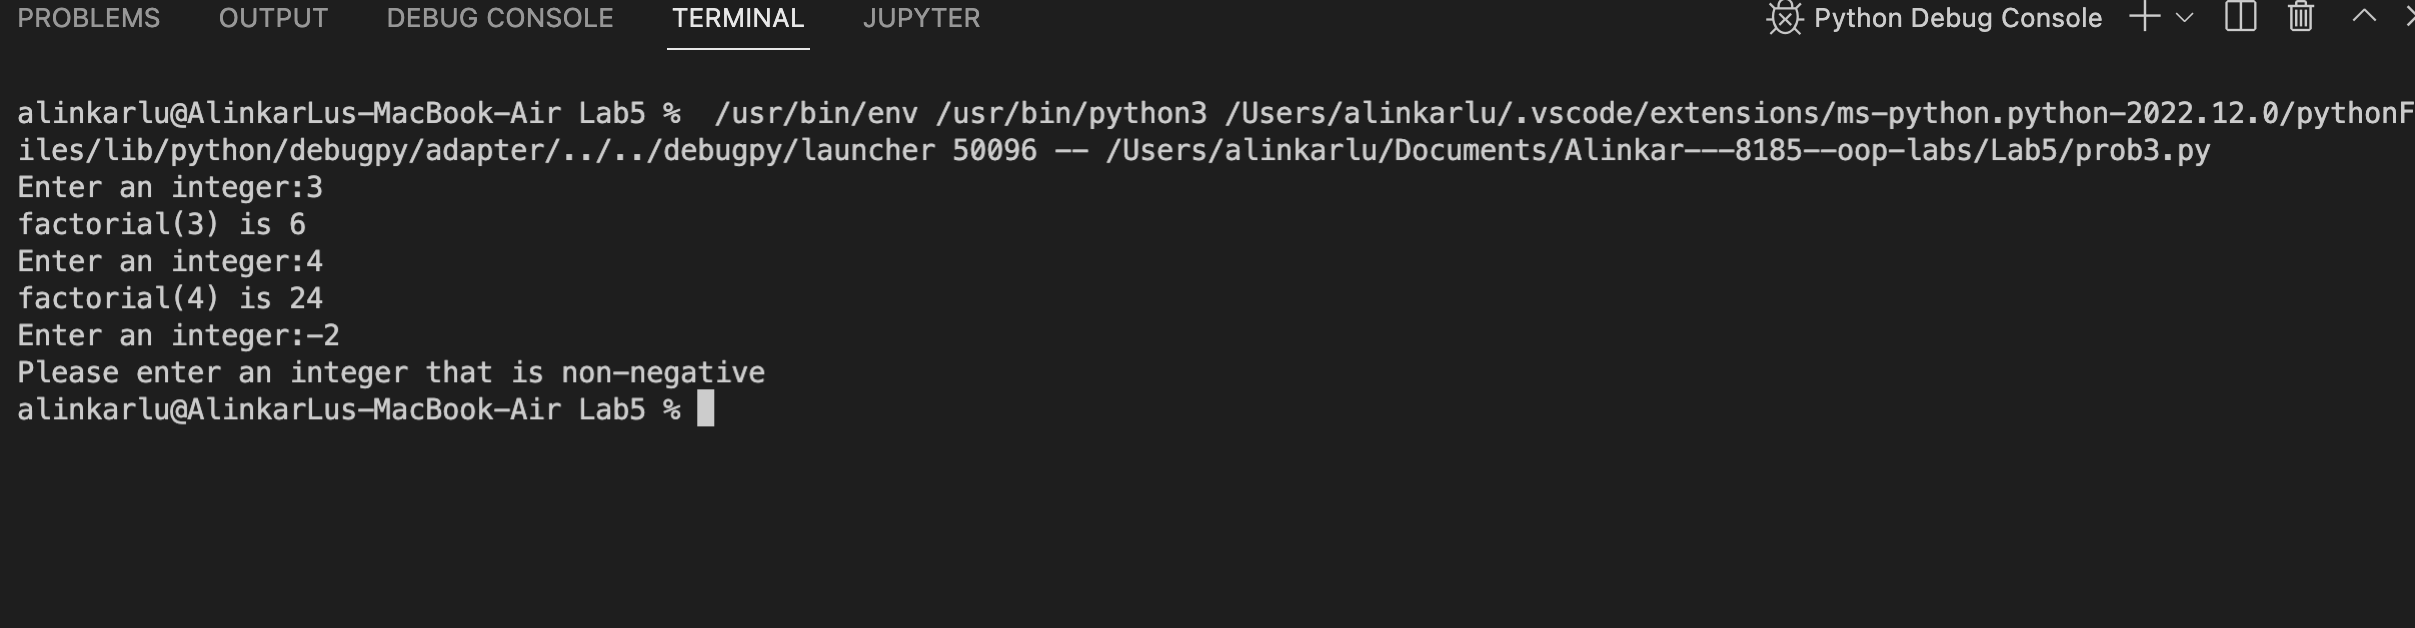 PROBLEMS OUTPUT DEBUG CONSOLE TERMINAL JUPYTER Python Debug Console
alinkarlu@AlinkarLus-MacBook-Air Lab5 %  /usr/bin/env /usr/bin/python3 /Users/alinkarlu/.vscode/extensions/ms-python.python-2022.12.0/pythonF
iles/lib/python/debugpy/adapter/../../debugpy/launcher 50096 -- /Users/alinkarlu/Documents/Alinkar---8185--oop-labs/Lab5/prob3.py
Enter an integer:3
factorial(3) is 6
Enter an integer:4
factorial(4) is 24
Enter an integer:-2
Please enter an integer that is non-negative
alinkarlu@AlinkarLus-MacBook-Air Lab5 %